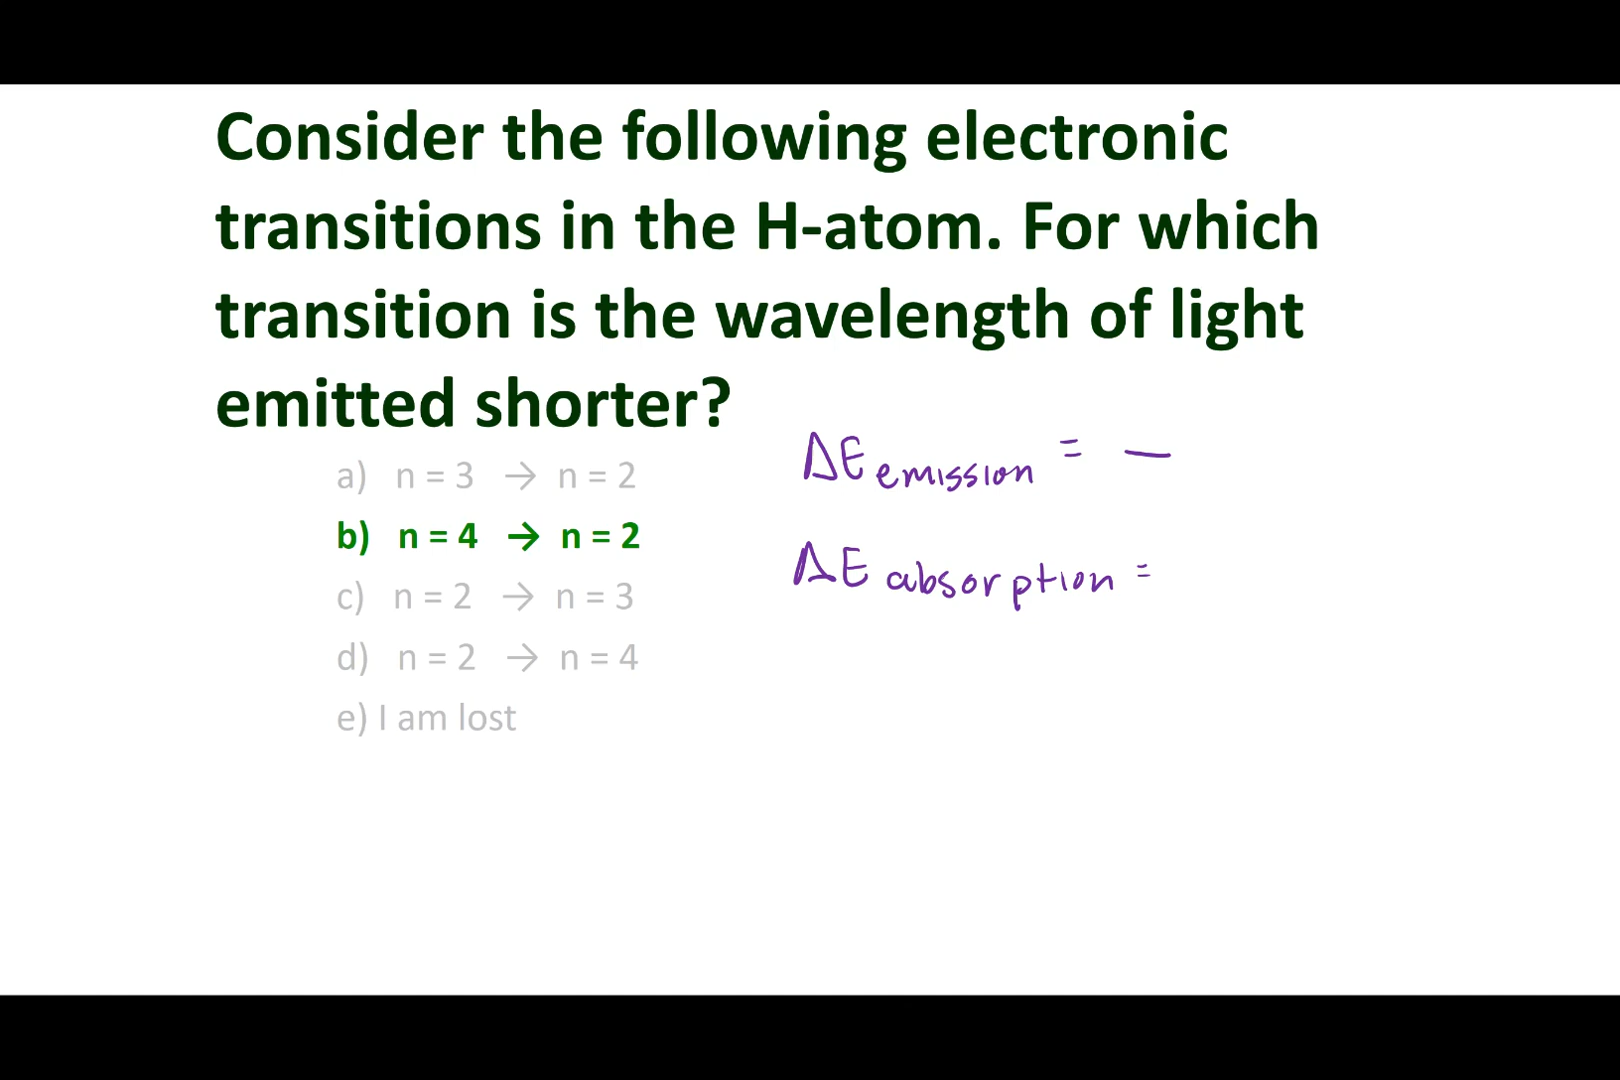 Consider the following electronic
transitions in the H-atom. For which
transition is the wavelength of light
emitted shorter?
a) n = 3 → n = 2
b) n = 4 → n = 2
c) n = 2 → n = 3
d) n = 2 → n = 4
e) I am lost
ΔE emission = —
ΔE absorption =